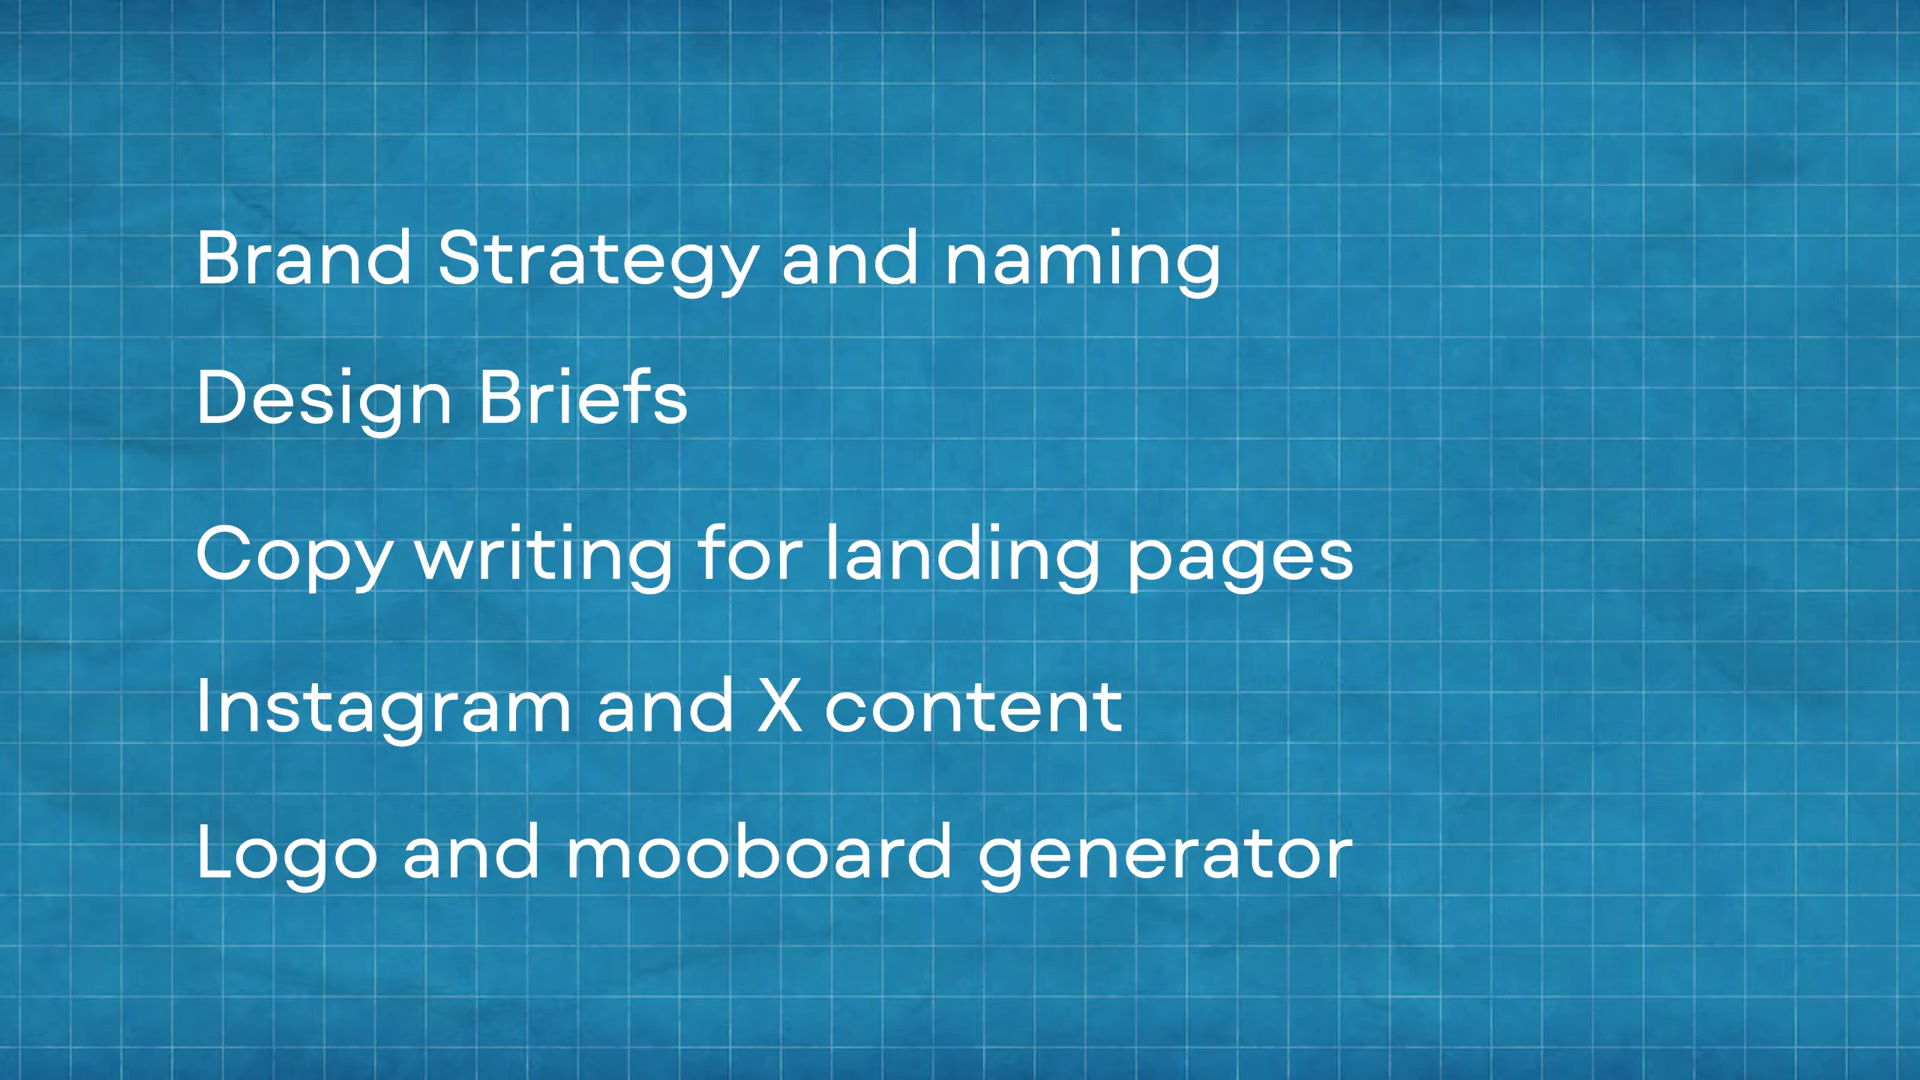 Brand Strategy and naming
Design Briefs
Copy writing for landing pages
Instagram and X content
Logo and mooboard generator